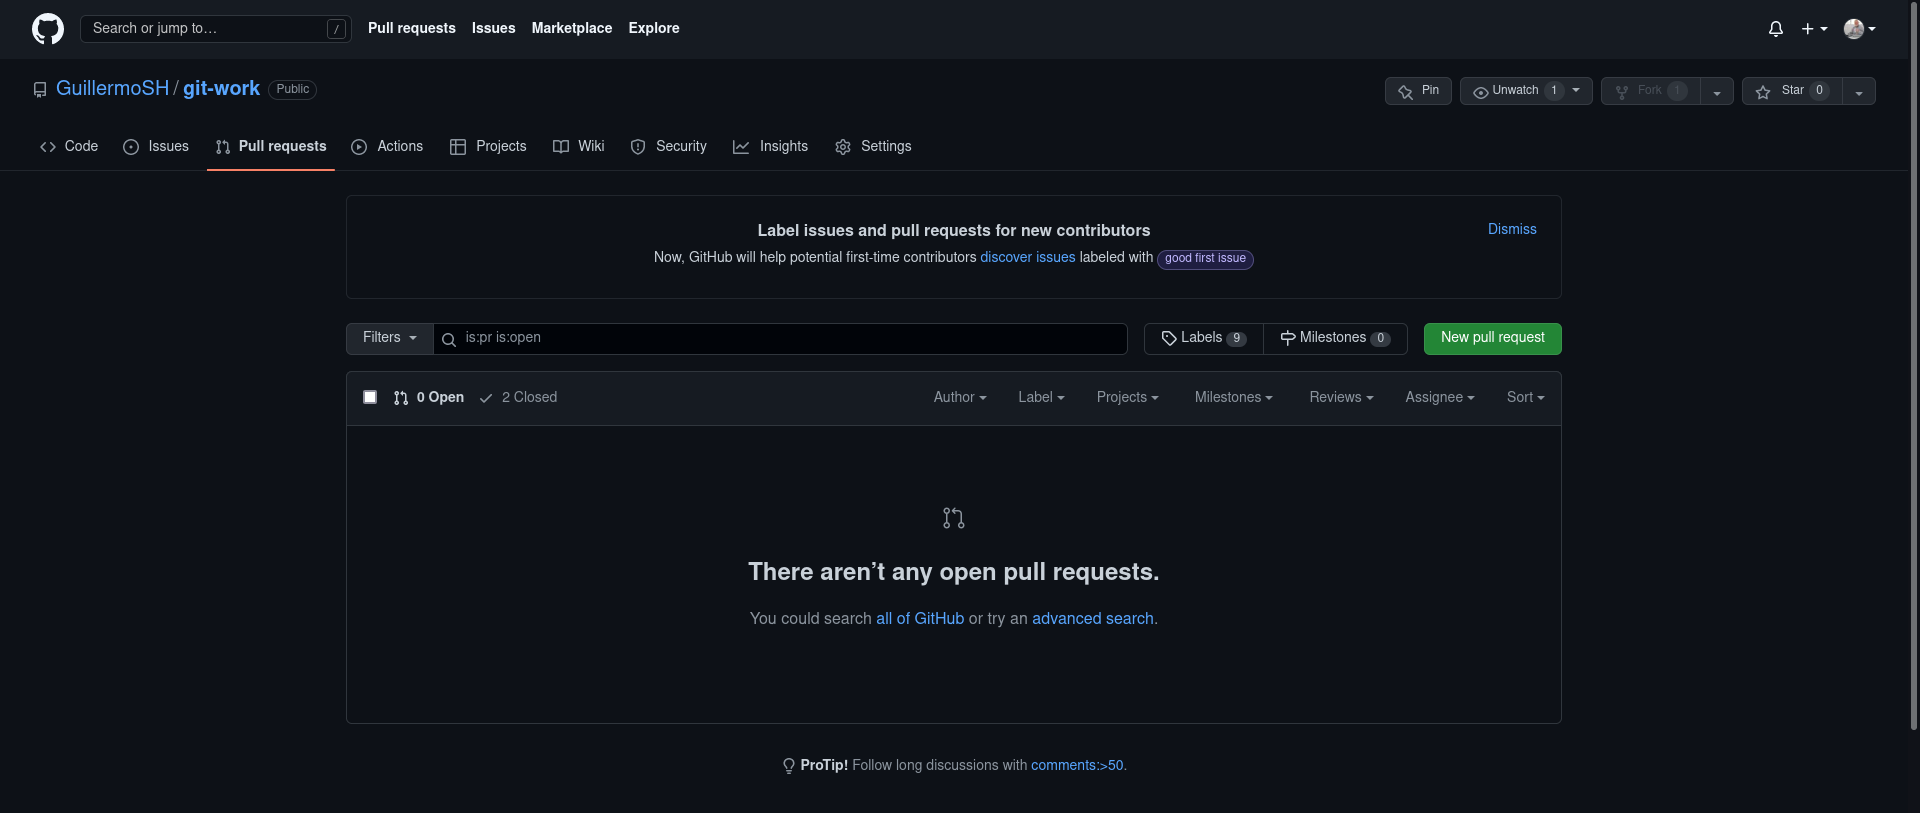 Search or jump to… /
Pull requests Issues Marketplace Explore
GuillermoSH / git-work Public
Pin Unwatch 1 Fork 1 Star 0
Code Issues Pull requests Actions Projects Wiki Security Insights Settings
Label issues and pull requests for new contributors
Dismiss
Now, GitHub will help potential first-time contributors discover issues labeled with good first issue
Filters is:pr is:open Labels 9 Milestones 0 New pull request
0 Open 2 Closed Author Label Projects Milestones Reviews Assignee Sort
There aren’t any open pull requests.
You could search all of GitHub or try an advanced search.
ProTip! Follow long discussions with comments:>50.